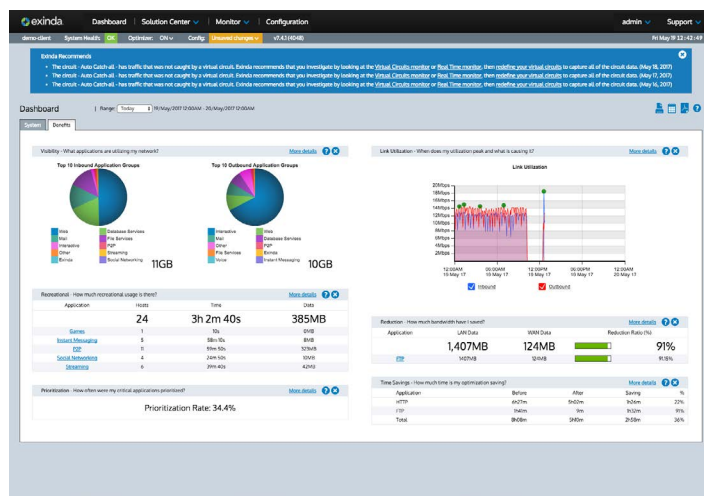 exinda. Dashboard Solution Center Monitor Configuration admin Support
demo-client System Health: OK Optimizer: ON Config: Unsaved changes v7.4.1 (4048) Fri May 19 12:42:49
Exinda Recommends
The circuit - Auto Catch-all - has traffic that was not caught by a virtual circuit. Exinda recommends that you investigate by looking at the Virtual Circuits monitor or Real Time monitor, then redefine your virtual circuits to capture all of the circuit data. (May 18, 2017)
The circuit - Auto Catch-all - has traffic that was not caught by a virtual circuit. Exinda recommends that you investigate by looking at the Virtual Circuits monitor or Real Time monitor, then redefine your virtual circuits to capture all of the circuit data. (May 17, 2017)
The circuit - Auto Catch-all - has traffic that was not caught by a virtual circuit. Exinda recommends that you investigate by looking at the Virtual Circuits monitor or Real Time monitor, then redefine your virtual circuits to capture all of the circuit data. (May 16, 2017)
Dashboard | Range: Today 19/May/2017 12:00AM - 20/May/2017 12:00AM
System Benefits
Visibility - What applications are utilizing my network? More details
Top 10 Inbound Application Groups Top 10 Outbound Application Groups
Web Database Services Interactive Web
Mail File Services Mail Database Services
Interactive P2P Other P2P
Other Streaming File Services Streaming
Exinda Social Networking 11GB Voice Instant Messaging 10GB
Link Utilization - When does my utilization peak and what is causing it? More details
Link Utilization
20Mbps
18Mbps
16Mbps
14Mbps
12Mbps
10Mbps
8Mbps
6Mbps
4Mbps
2Mbps
12:00AM 06:00AM 12:00PM 06:00PM 12:00AM
19 May 17 19 May 17 19 May 17 19 May 17 20 May 17
Inbound Outbound
Recreational - How much recreational usage is there? More details
Application Hosts Time Data
24 3h 2m 40s 385MB
Games 1 10s 0MB
Instant Messaging 5 58m 10s 8MB
P2P 11 59m 50s 323MB
Social Networking 4 24m 50s 10MB
Streaming 6 39m 40s 42MB
Prioritization - How often were my critical applications prioritized? More details
Prioritization Rate: 34.4%
Reduction - How much bandwidth have I saved? More details
Application LAN Data WAN Data Reduction Ratio (%)
1,407MB 124MB 91%
FTP 1407MB 124MB 91.15%
Time Savings - How much time is my optimization saving? More details
Application Before After Saving %
HTTP 6h27m 5h02m 1h26m 22%
FTP 1h41m 9m 1h32m 91%
Total 8h08m 5h10m 2h58m 36%